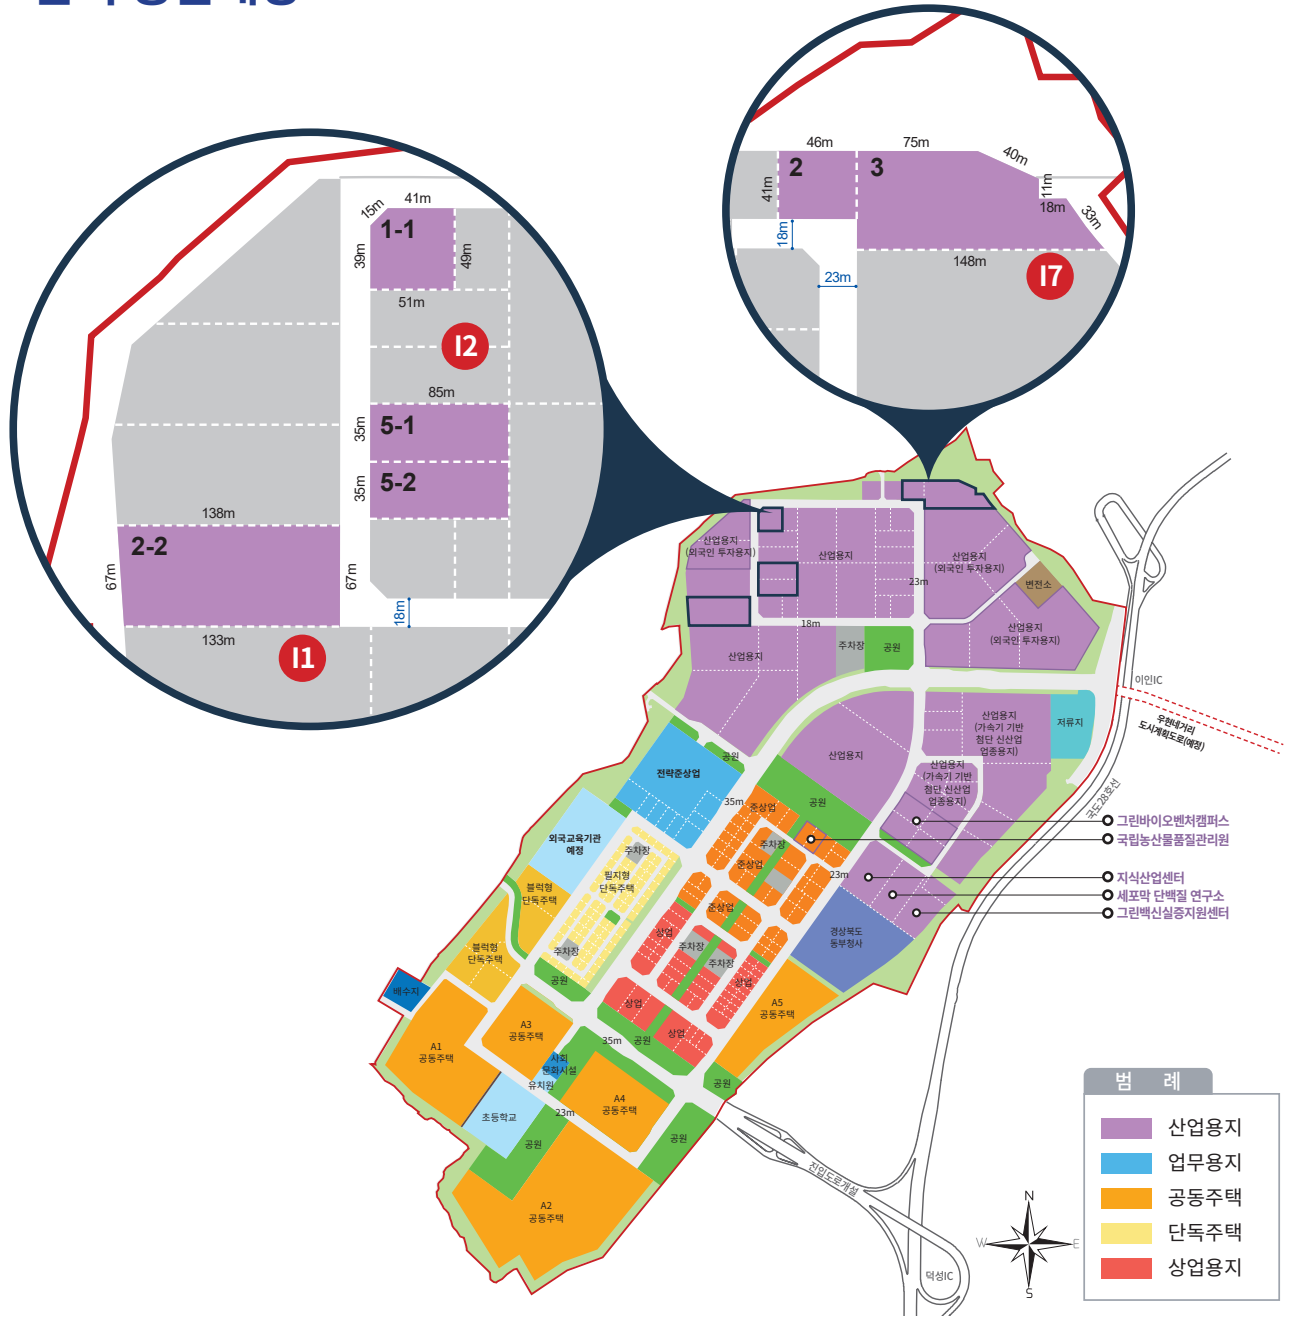 46m
75m
40m
41m
2
3
11m
18m
33m
18m
148m
23m
I7
15m
41m
1-1
39m
49m
51m
I2
85m
35m
5-1
35m
5-2
138m
2-2
67m
67m
18m
133m
I1
산업용지
(외국인 투자용지)
산업용지
산업용지
(외국인 투자용지)
23m
변전소
18m
산업용지
(외국인 투자용지)
산업용지
주차장
공원
이인IC
우현네거리
도시계획도로(예정)
산업용지
(가속기 기반
첨단 신산업
업종용지)
저류지
산업용지
공원
산업용지
(가속기 기반
첨단 신산업
업종용지)
전략준상업
국도28호선
35m
준상업
공원
그린바이오벤처캠퍼스
국립농산물품질관리원
외국교육기관
예정
주차장
주차장
준상업
23m
지식산업센터
세포막 단백질 연구소
그린백신실증지원센터
필지형
단독주택
블럭형
단독주택
준상업
상업
경상북도
동부청사
블럭형
단독주택
주차장
주차장
주차장
공원
상업
배수지
상업
A5
공동주택
A3
공동주택
상업
35m
공원
A1
공동주택
사회
문화시설
유치원
공원
A4
공동주택
초등학교
23m
공원
공원
진입도로개설
A2
공동주택
덕성IC
N
W
E
S
범 례
산업용지
업무용지
공동주택
단독주택
상업용지